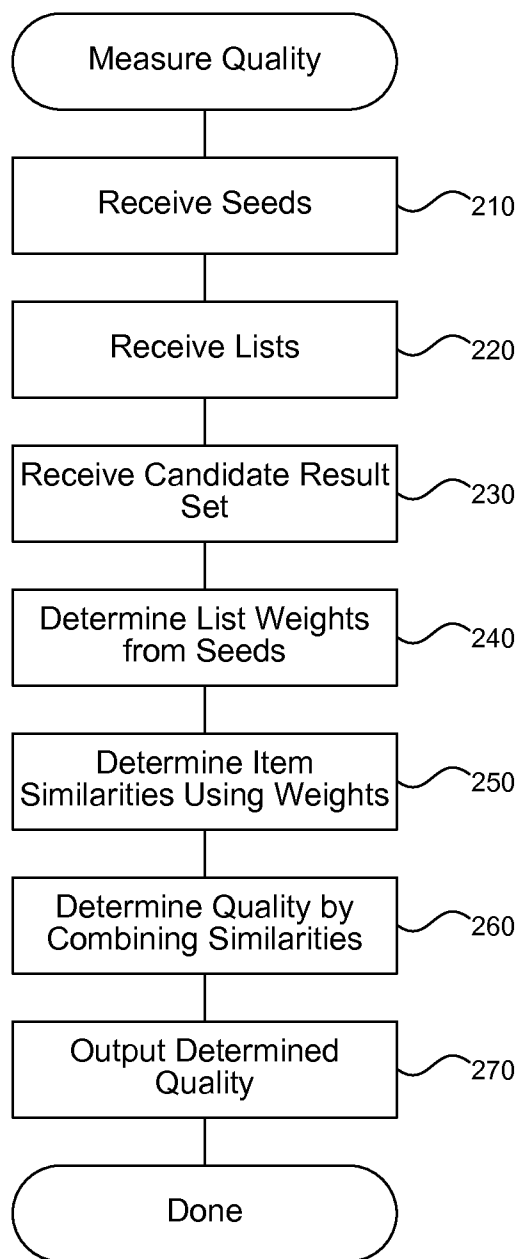 Measure Quality
Receive Seeds
210
Receive Lists
220
Receive Candidate Result
Set
230
Determine List Weights
from Seeds
240
Determine Item
Similarities Using Weights
250
Determine Quality by
Combining Similarities
260
Output Determined
Quality
270
Done